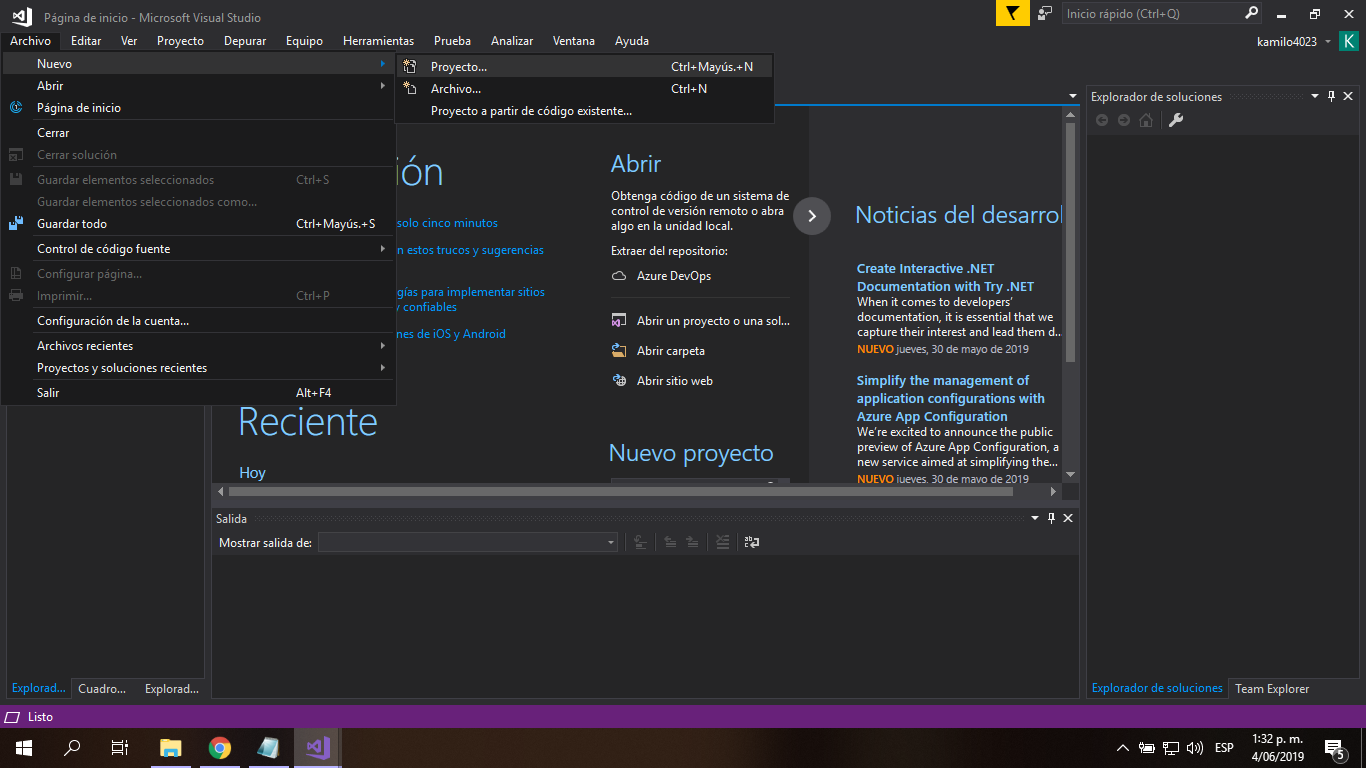 Página de inicio - Microsoft Visual Studio
Inicio rápido (Ctrl+Q)
Archivo Editar Ver Proyecto Depurar Equipo Herramientas Prueba Analizar Ventana Ayuda
kamilo4023 K
Nuevo
Abrir
Página de inicio
Cerrar
Cerrar solución
Guardar elementos seleccionados Ctrl+S
Guardar elementos seleccionados como...
Guardar todo Ctrl+Mayús.+S
Control de código fuente
Configurar página...
Imprimir... Ctrl+P
Configuración de la cuenta...
Archivos recientes
Proyectos y soluciones recientes
Salir Alt+F4
Proyecto... Ctrl+Mayús.+N
Archivo... Ctrl+N
Proyecto a partir de código existente...
ión
solo cinco minutos
n estos trucos y sugerencias
gías para implementar sitios
y confiables
nes de iOS y Android
Reciente
Hoy
Abrir
Obtenga código de un sistema de
control de versión remoto o abra
algo en la unidad local.
Extraer del repositorio:
Azure DevOps
Abrir un proyecto o una sol...
Abrir carpeta
Abrir sitio web
Nuevo proyecto
Noticias del desarrol
Create Interactive .NET
Documentation with Try .NET
When it comes to developers'
documentation, it is essential that we
capture their interest and lead them d...
NUEVO jueves, 30 de mayo de 2019
Simplify the management of
application configurations with
Azure App Configuration
We're excited to announce the public
preview of Azure App Configuration, a
new service aimed at simplifying the...
NUEVO jueves, 30 de mayo de 2019
Explorador de soluciones
Salida
Mostrar salida de:
Explorad... Cuadro... Explorad...
Explorador de soluciones Team Explorer
Listo
ESP
1:32 p. m.
4/06/2019
5